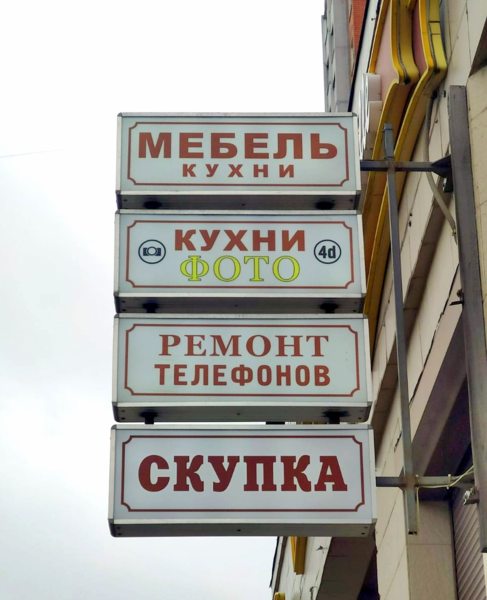 МЕБЕЛЬ
КУХНИ
КУХНИ
4d
ФОТО
РЕМОНТ
ТЕЛЕФОНОВ
СКУПКА